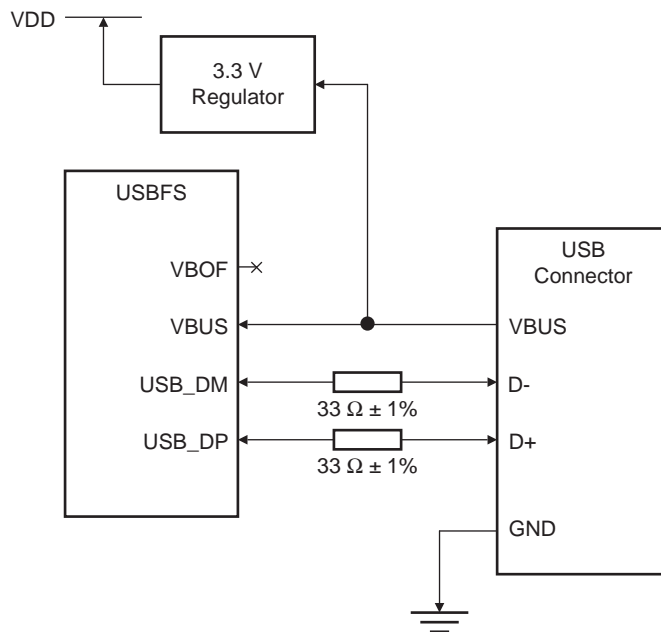 VDD
3.3 V
Regulator
USBFS
VBOF
VBUS
USB_DM
USB_DP
33 Ω ± 1%
33 Ω ± 1%
USB
Connector
VBUS
D-
D+
GND